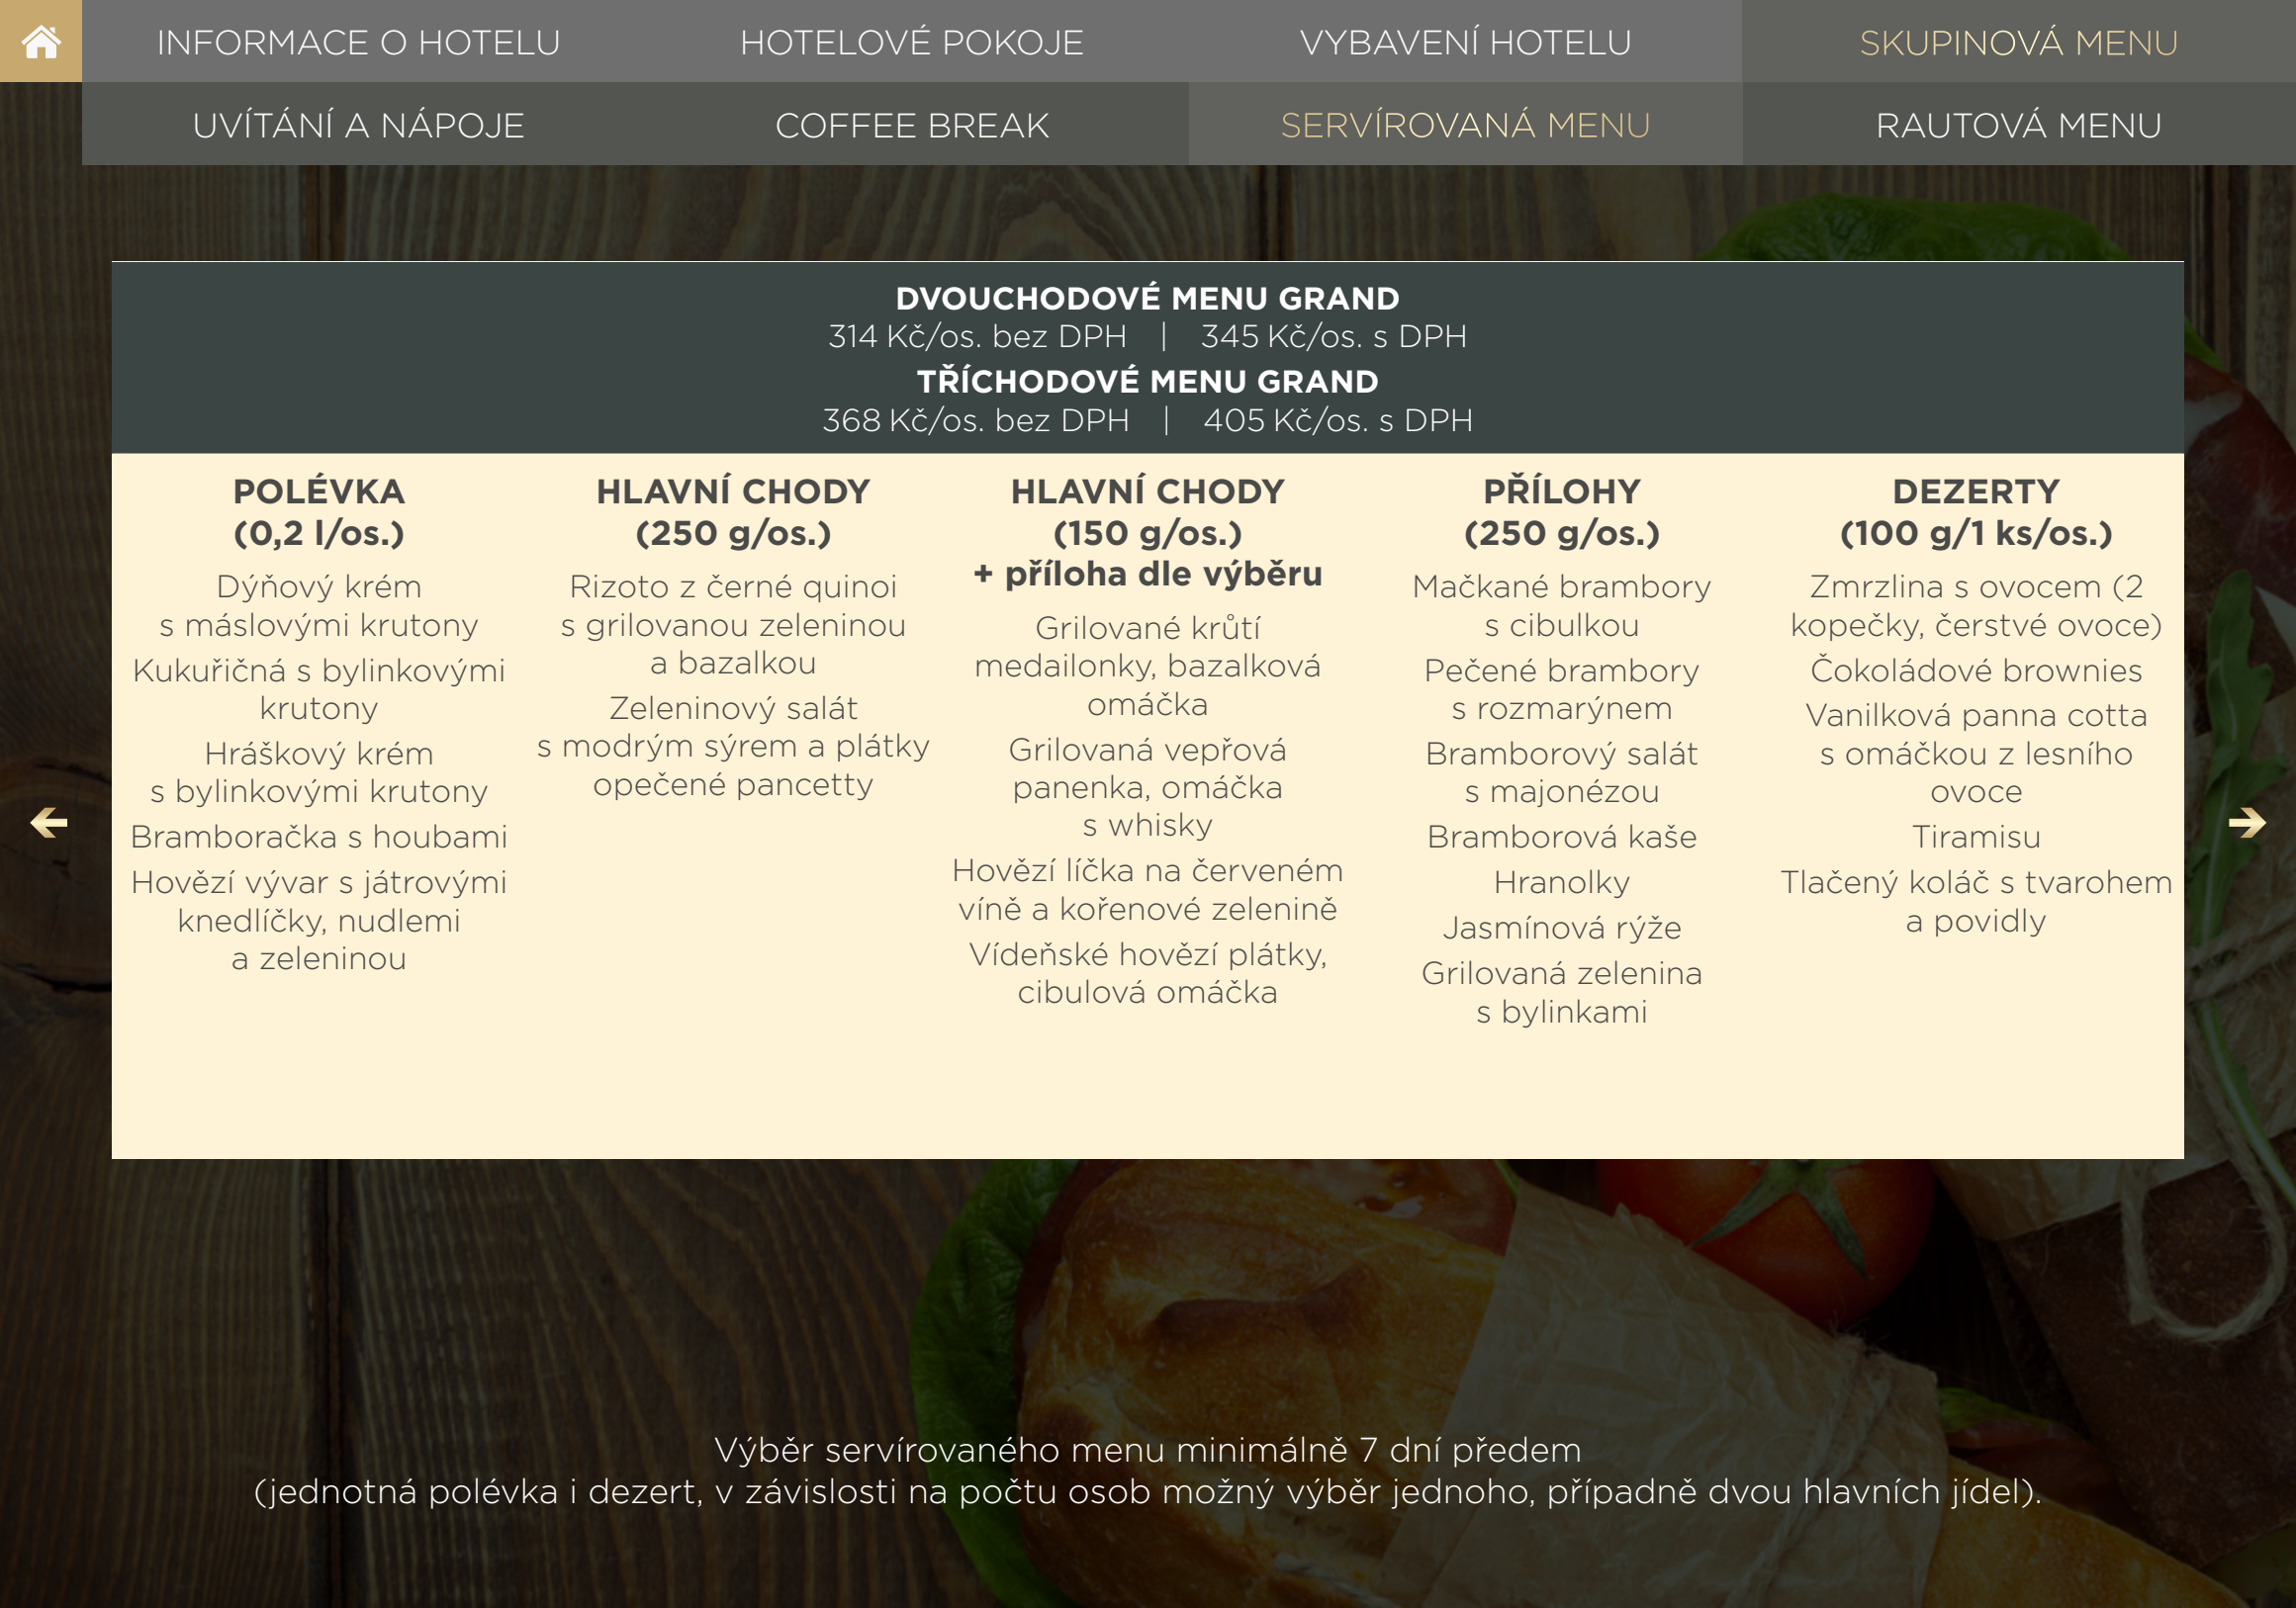 INFORMACE O HOTELU
HOTELOVÉ POKOJE
VYBAVENÍ HOTELU
SKUPINOVÁ MENU
UVÍTÁNÍ A NÁPOJE
COFFEE BREAK
SERVÍROVANÁ MENU
RAUTOVÁ MENU
DVOUCHODOVÉ MENU GRAND
314 Kč/os. bez DPH | 345 Kč/os. s DPH
TŘÍCHODOVÉ MENU GRAND
368 Kč/os. bez DPH | 405 Kč/os. s DPH
POLÉVKA
(0,2 l/os.)
Dýňový krém
s máslovými krutony
Kukuřičná s bylinkovými
krutony
Hráškový krém
s bylinkovými krutony
Bramboračka s houbami
Hovězí vývar s játrovými
knedlíčky, nudlemi
a zeleninou
HLAVNÍ CHODY
(250 g/os.)
Rizoto z černé quinoi
s grilovanou zeleninou
a bazalkou
Zeleninový salát
s modrým sýrem a plátky
opečené pancetty
HLAVNÍ CHODY
(150 g/os.)
+ příloha dle výběru
Grilované krůtí
medailonky, bazalková
omáčka
Grilovaná vepřová
panenka, omáčka
s whisky
Hovězí líčka na červeném
víně a kořenové zelenině
Vídeňské hovězí plátky,
cibulová omáčka
PŘÍLOHY
(250 g/os.)
Mačkané brambory
s cibulkou
Pečené brambory
s rozmarýnem
Bramborový salát
s majonézou
Bramborová kaše
Hranolky
Jasmínová rýže
Grilovaná zelenina
s bylinkami
DEZERTY
(100 g/1 ks/os.)
Zmrzlina s ovocem (2
kopečky, čerstvé ovoce)
Čokoládové brownies
Vanilková panna cotta
s omáčkou z lesního
ovoce
Tiramisu
Tlačený koláč s tvarohem
a povidly
Výběr servírovaného menu minimálně 7 dní předem
(jednotná polévka i dezert, v závislosti na počtu osob možný výběr jednoho, případně dvou hlavních jídel).